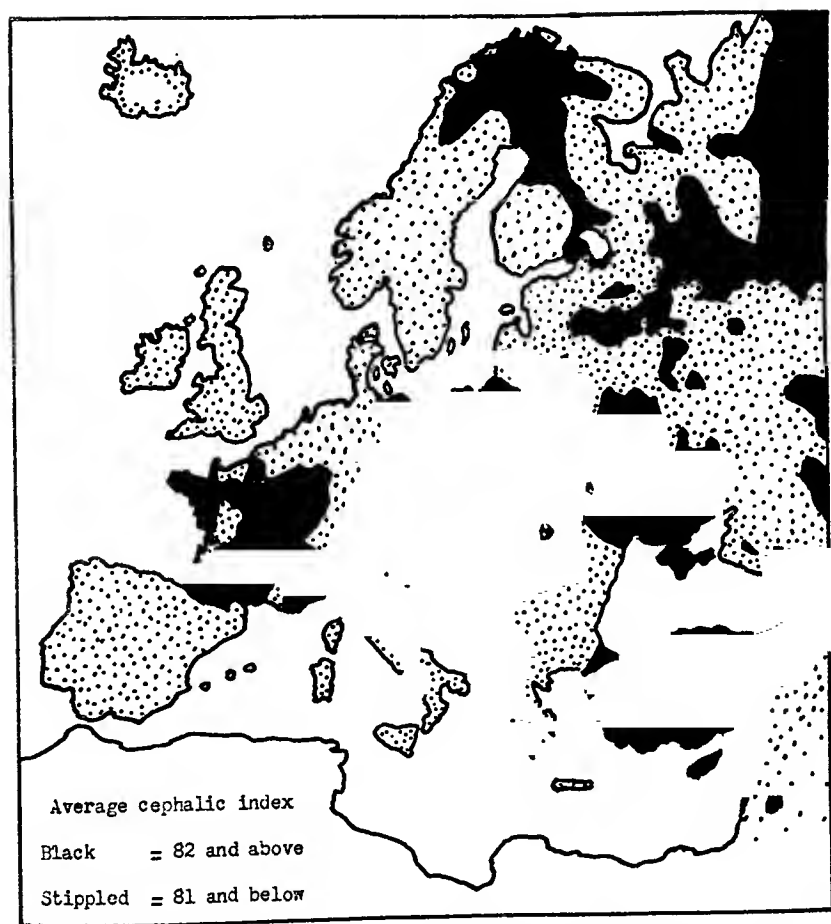 Average cephalic index
Black = 82 and above
Stippled = 81 and below